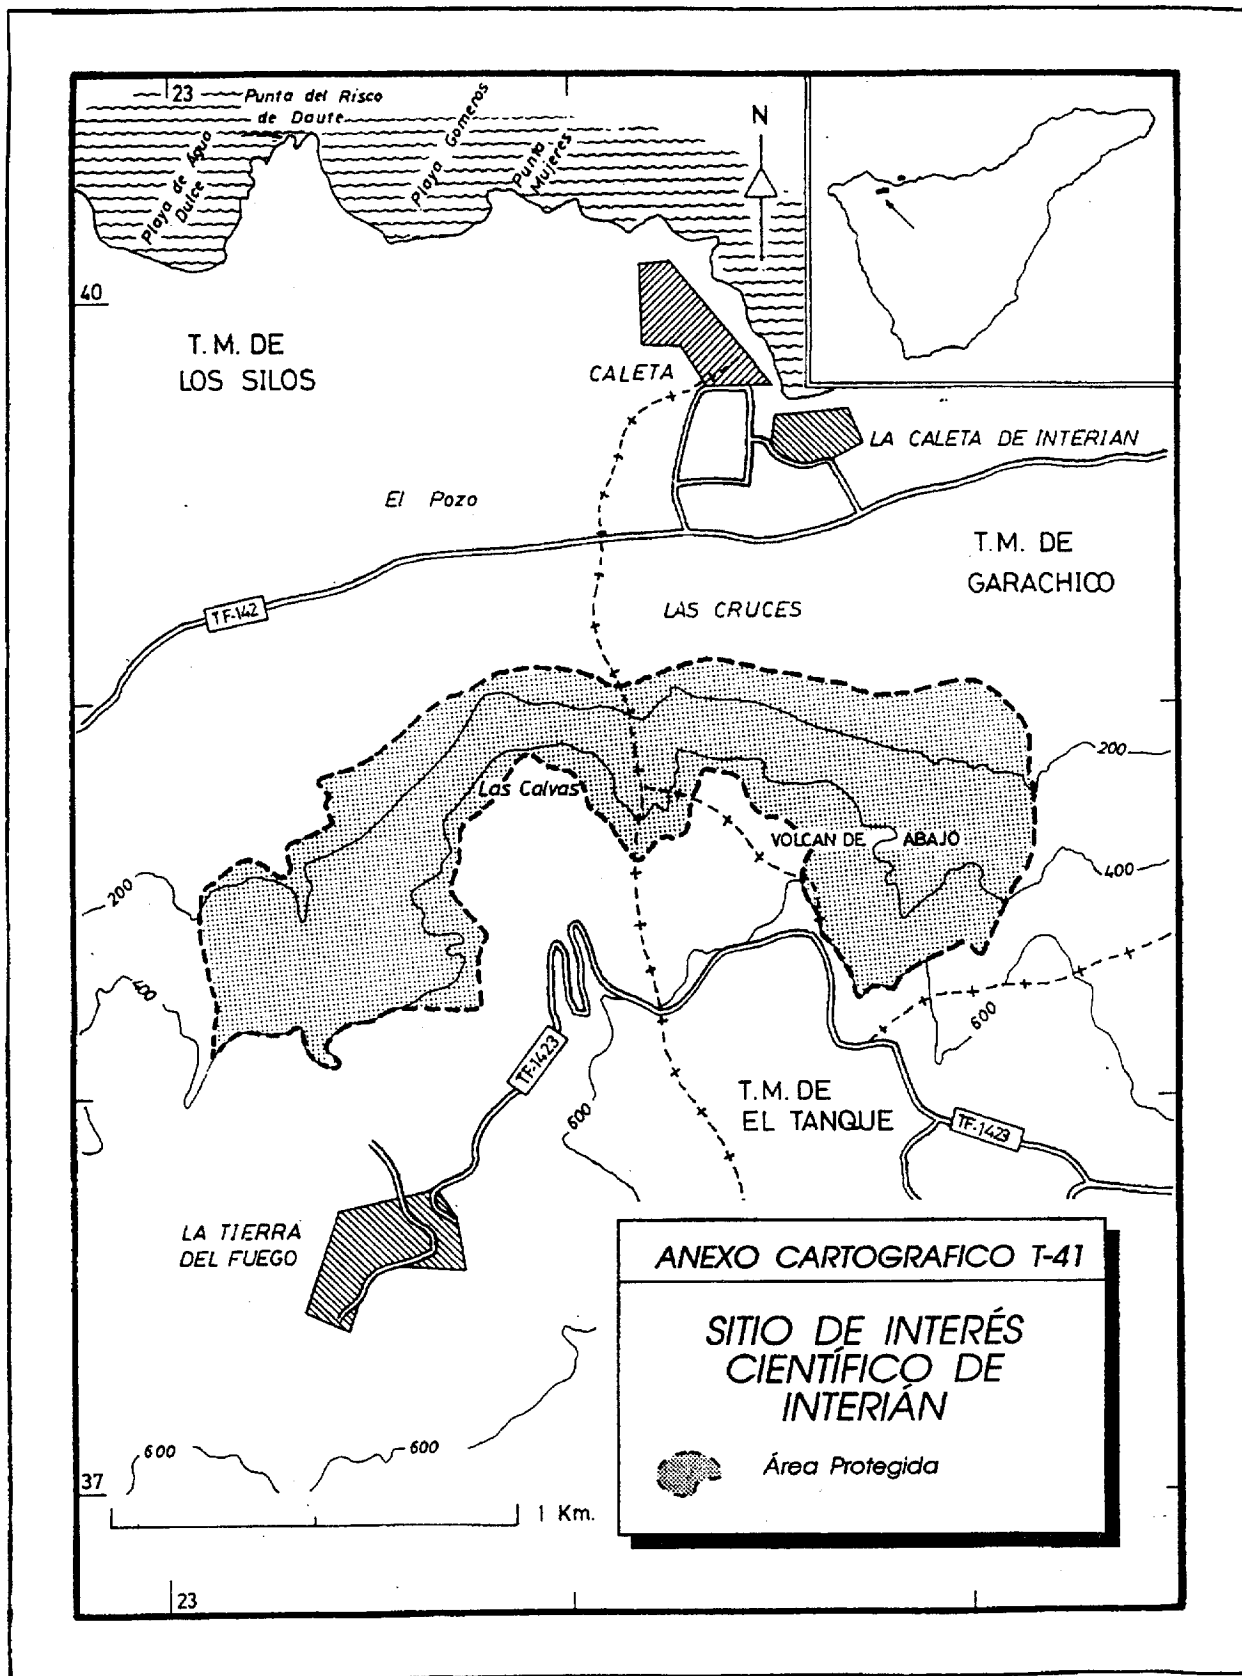 23
Punta del Risco
de Daute
Playa de Água
Dulce
Playa Gomeros
Punta
Mujeres
N
40
T.M. DE
LOS SILOS
CALETA
LA CALETA DE INTERIAN
El Pozo
T.M. DE
GARACHICO
TF-142
LAS CRUCES
200
Las Calvas
VOLCAN DE ABAJO
200
400
400
600
TF-1423
600
T.M. DE
EL TANQUE
TF-1423
LA TIERRA
DEL FUEGO
ANEXO CARTOGRAFICO T-41
SITIO DE INTERÉS
CIENTÍFICO DE
INTERIÁN
Área Protegida
600
600
37
1 Km.
23